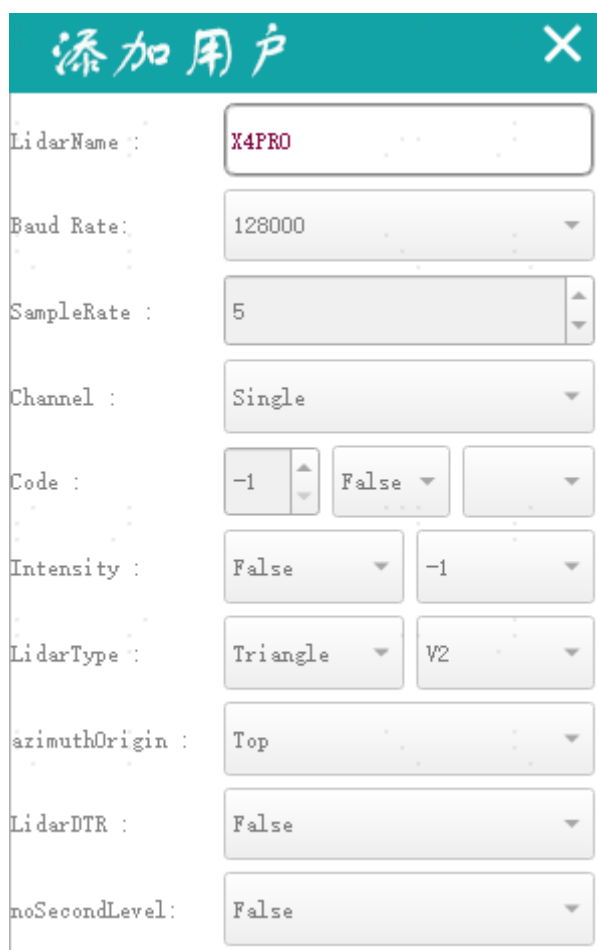 添加用户
LidarName : X4PRO
Baud Rate: 128000
SampleRate : 5
Channel : Single
Code : -1 False
Intensity : False -1
LidarType : Triangle V2
azimuthOrigin : Top
LidarDTR : False
noSecondLevel: False